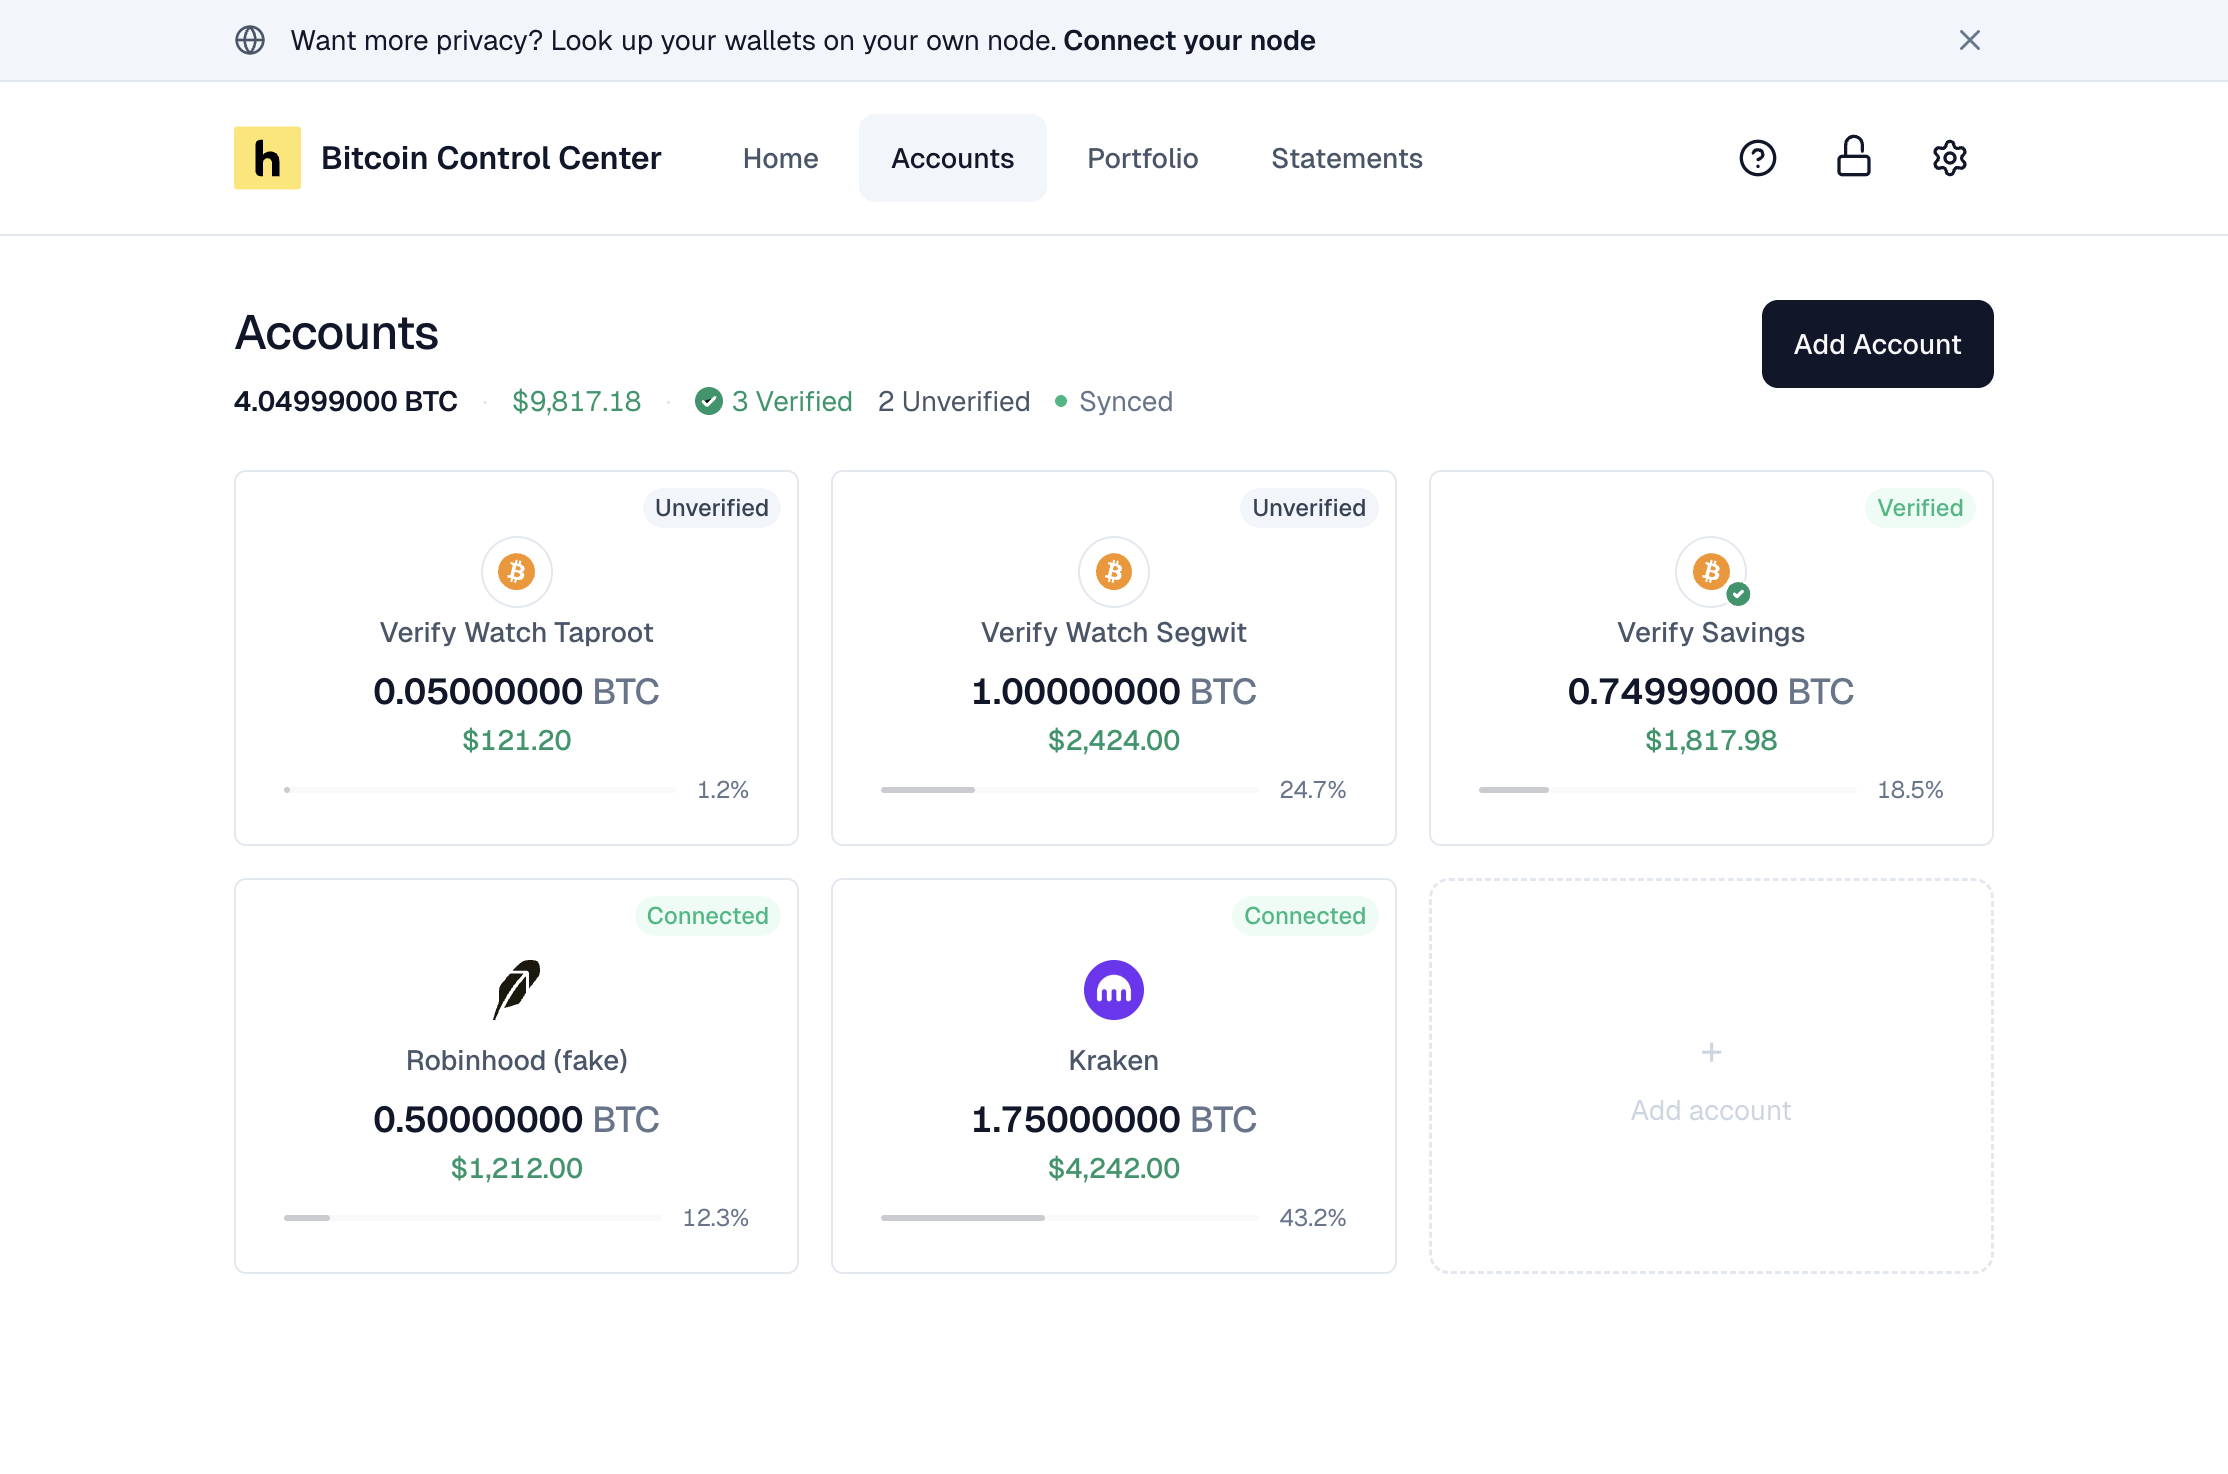 Want more privacy? Look up your wallets on your own node. Connect your node
h Bitcoin Control Center Home Accounts Portfolio Statements
Accounts
Add Account
4.04999000 BTC · $9,817.18 · 3 Verified 2 Unverified Synced
Unverified
Verify Watch Taproot
0.05000000 BTC
$121.20
1.2%
Unverified
Verify Watch Segwit
1.00000000 BTC
$2,424.00
24.7%
Verified
Verify Savings
0.74999000 BTC
$1,817.98
18.5%
Connected
Robinhood (fake)
0.50000000 BTC
$1,212.00
12.3%
Connected
Kraken
1.75000000 BTC
$4,242.00
43.2%
+
Add account